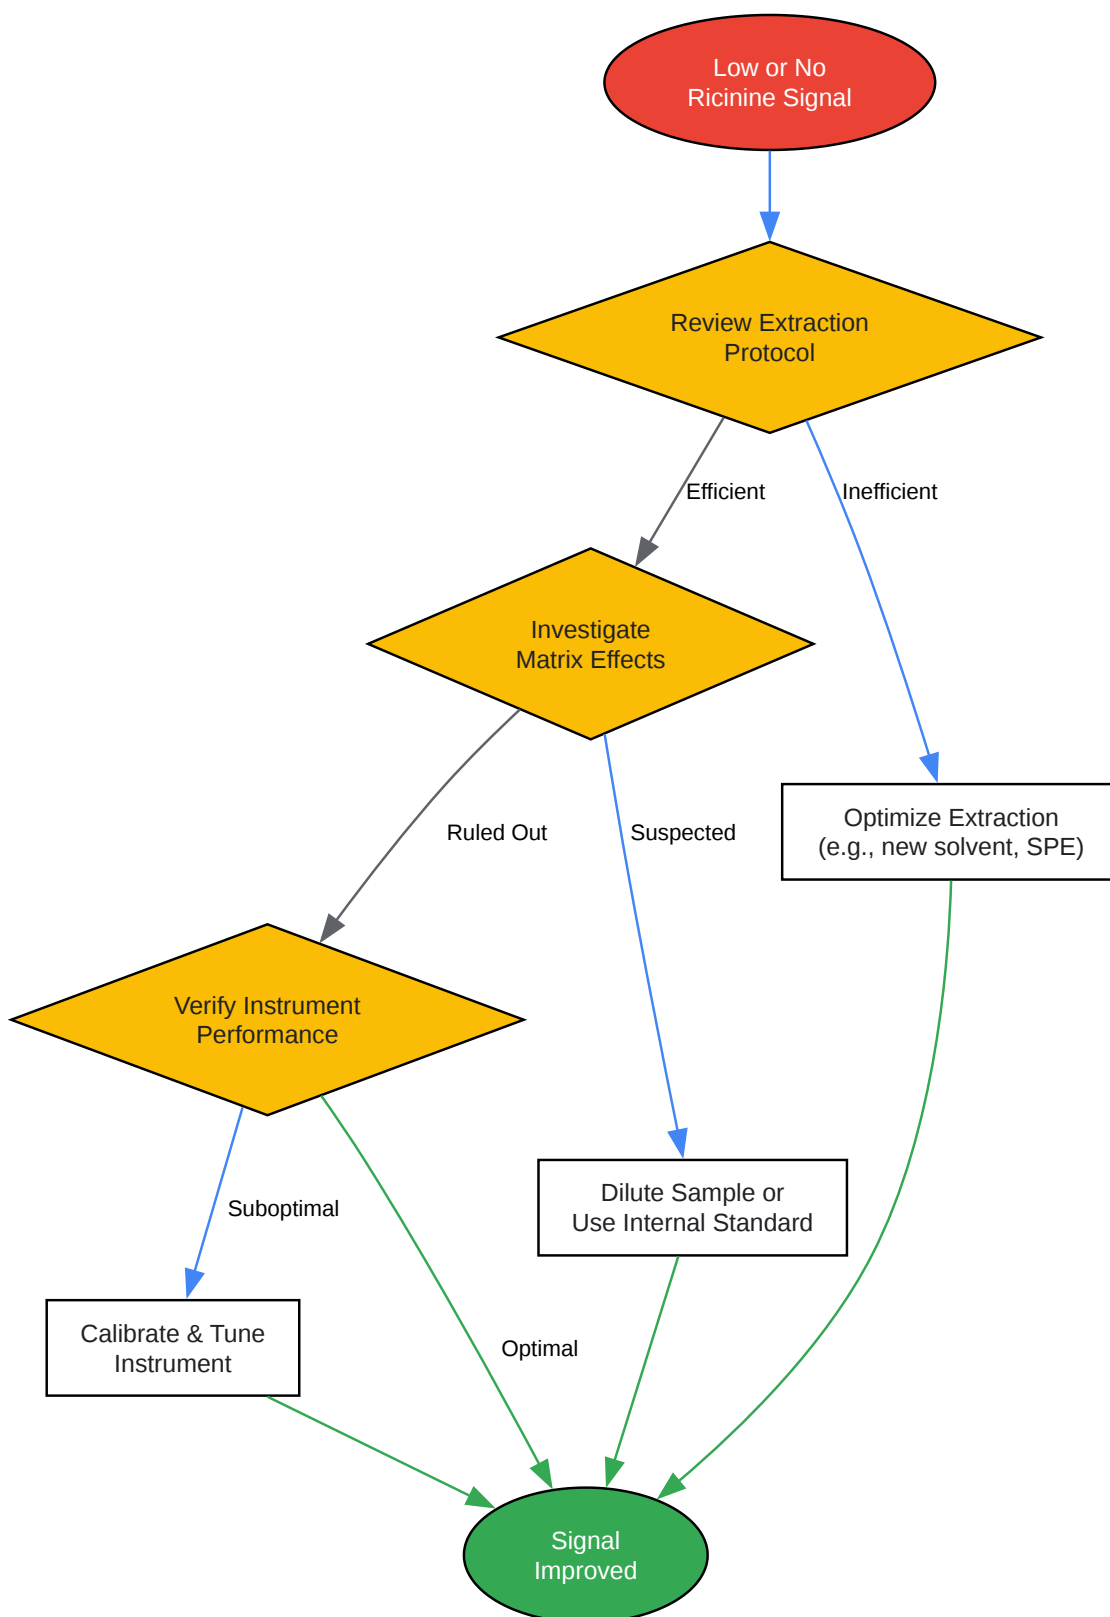 Low or No
Ricinine Signal
Review Extraction
Protocol
Efficient
Inefficient
Investigate
Matrix Effects
Ruled Out
Suspected
Optimize Extraction
(e.g., new solvent, SPE)
Verify Instrument
Performance
Suboptimal
Dilute Sample or
Use Internal Standard
Calibrate & Tune
Instrument
Optimal
Signal
Improved